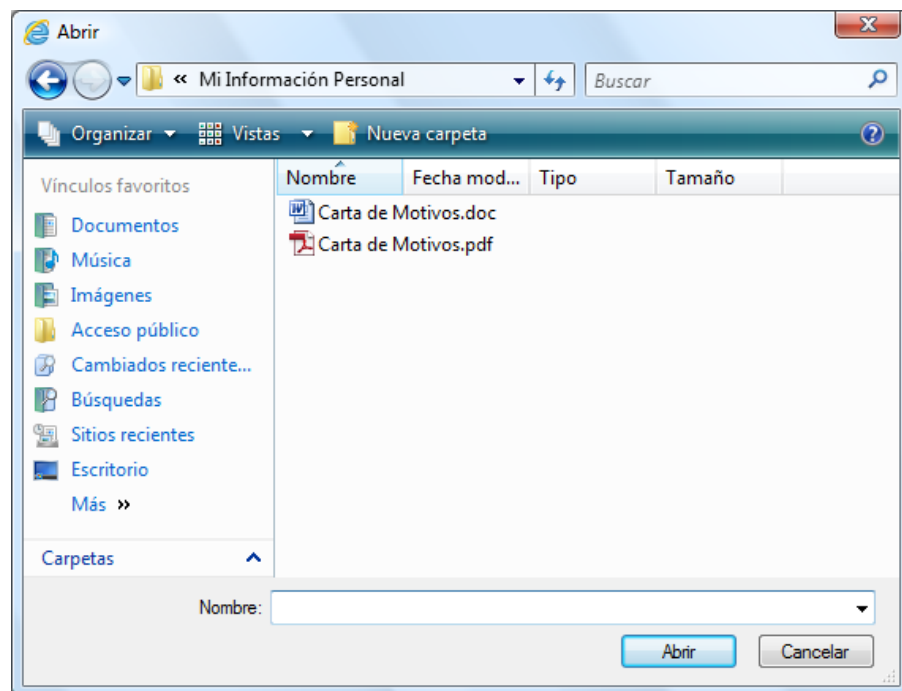 Abrir
« Mi Información Personal
Buscar
Organizar Vistas Nueva carpeta
Vínculos favoritos
Documentos
Música
Imágenes
Acceso público
Cambiados reciente...
Búsquedas
Sitios recientes
Escritorio
Más »
Carpetas
Nombre Fecha mod... Tipo Tamaño
Carta de Motivos.doc
Carta de Motivos.pdf
Nombre:
Abrir Cancelar